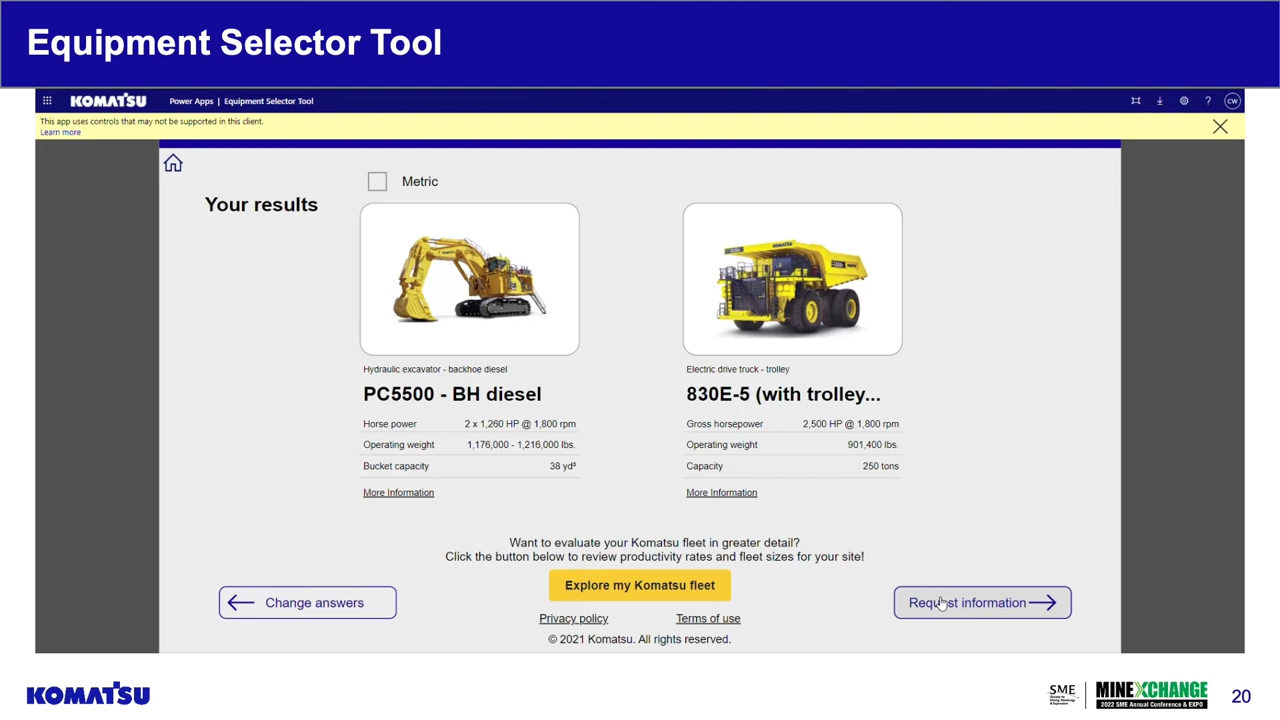 Equipment Selector Tool
KOMATSU Power Apps | Equipment Selector Tool ? CW
This app uses controls that may not be supported in this client.
Learn more
Metric
Your results
Hydraulic excavator - backhoe diesel
PC5500 - BH diesel
Horse power 2 x 1,260 HP @ 1,800 rpm
Operating weight 1,176,000 - 1,216,000 lbs.
Bucket capacity 38 yd³
More Information
Electric drive truck - trolley
830E-5 (with trolley...
Gross horsepower 2,500 HP @ 1,800 rpm
Operating weight 901,400 lbs.
Capacity 250 tons
More Information
Want to evaluate your Komatsu fleet in greater detail?
Click the button below to review productivity rates and fleet sizes for your site!
Explore my Komatsu fleet
Change answers
Request information
Privacy policy Terms of use
© 2021 Komatsu. All rights reserved.
KOMATSU
SME
MINEXCHANGE
2022 SME Annual Conference & EXPO
20